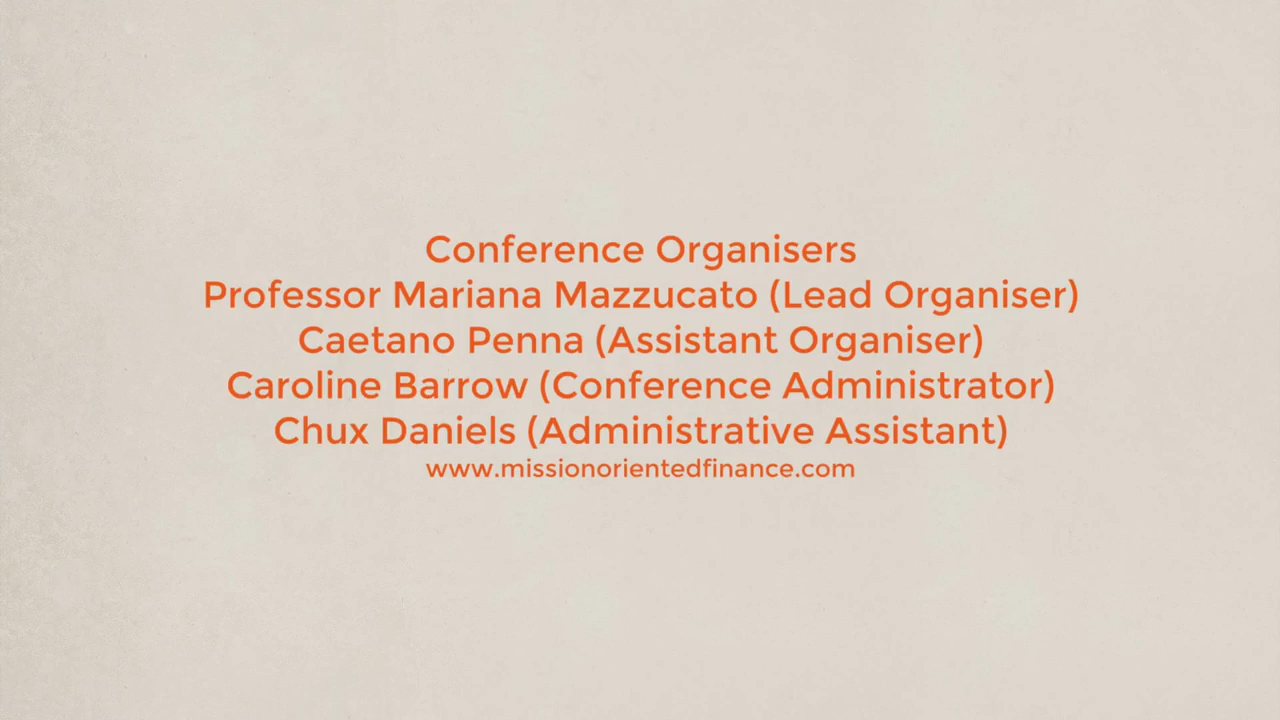 Conference Organisers
Professor Mariana Mazzucato (Lead Organiser)
Caetano Penna (Assistant Organiser)
Caroline Barrow (Conference Administrator)
Chux Daniels (Administrative Assistant)
www.missionorientedfinance.com